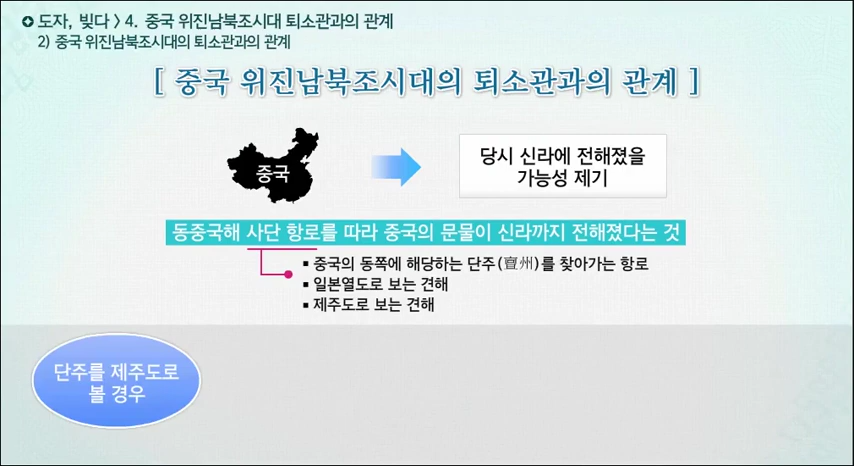 도자, 빚다 > 4. 중국 위진남북조시대 퇴소관과의 관계
2) 중국 위진남북조시대의 퇴소관과의 관계
[ 중국 위진남북조시대의 퇴소관과의 관계 ]
중국
당시 신라에 전해졌을
가능성 제기
동중국해 사단 항로를 따라 중국의 문물이 신라까지 전해졌다는 것
▪ 중국의 동쪽에 해당하는 단주(亶州)를 찾아가는 항로
▪ 일본열도로 보는 견해
▪ 제주도로 보는 견해
단주를 제주도로
볼 경우